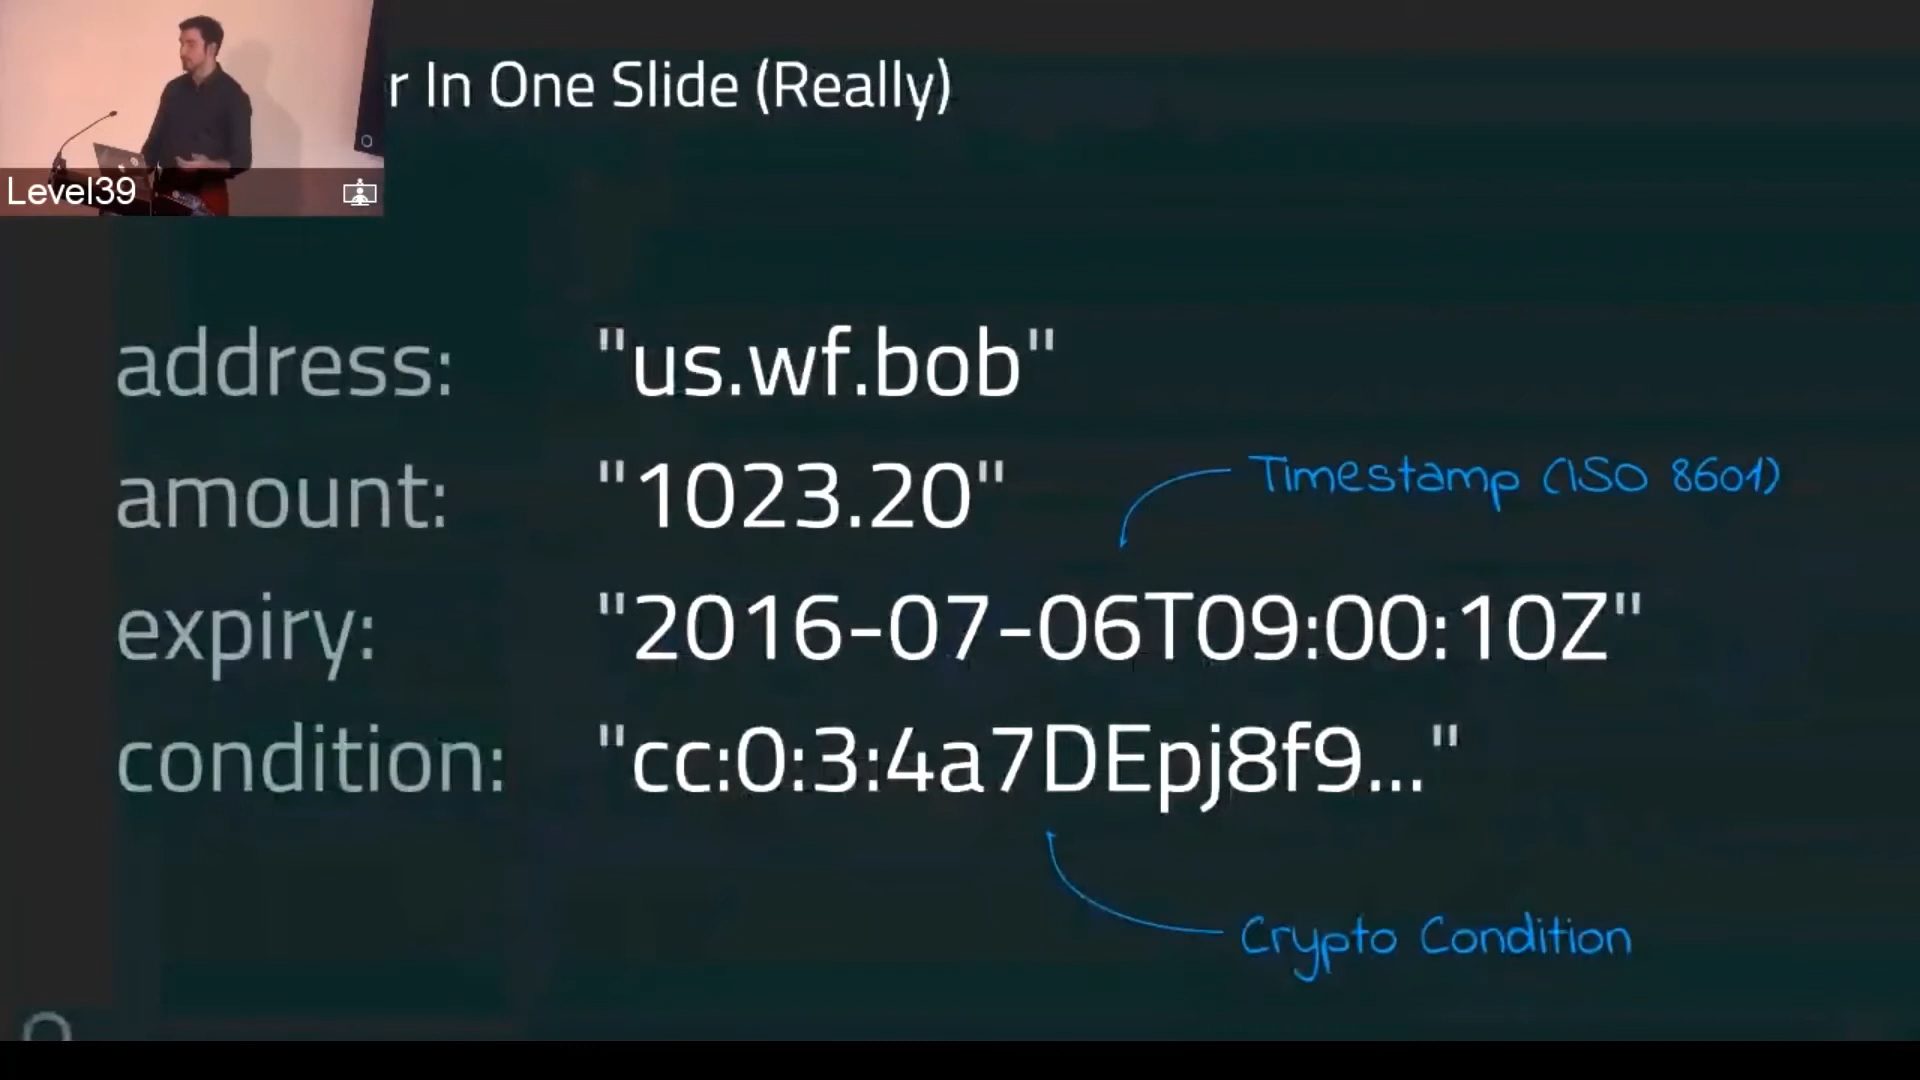 r In One Slide (Really)
Level39
address: "us.wf.bob"
amount: "1023.20"
Timestamp (ISO 8601)
expiry: "2016-07-06T09:00:10Z"
condition: "cc:0:3:4a7DEpj8f9..."
Crypto Condition